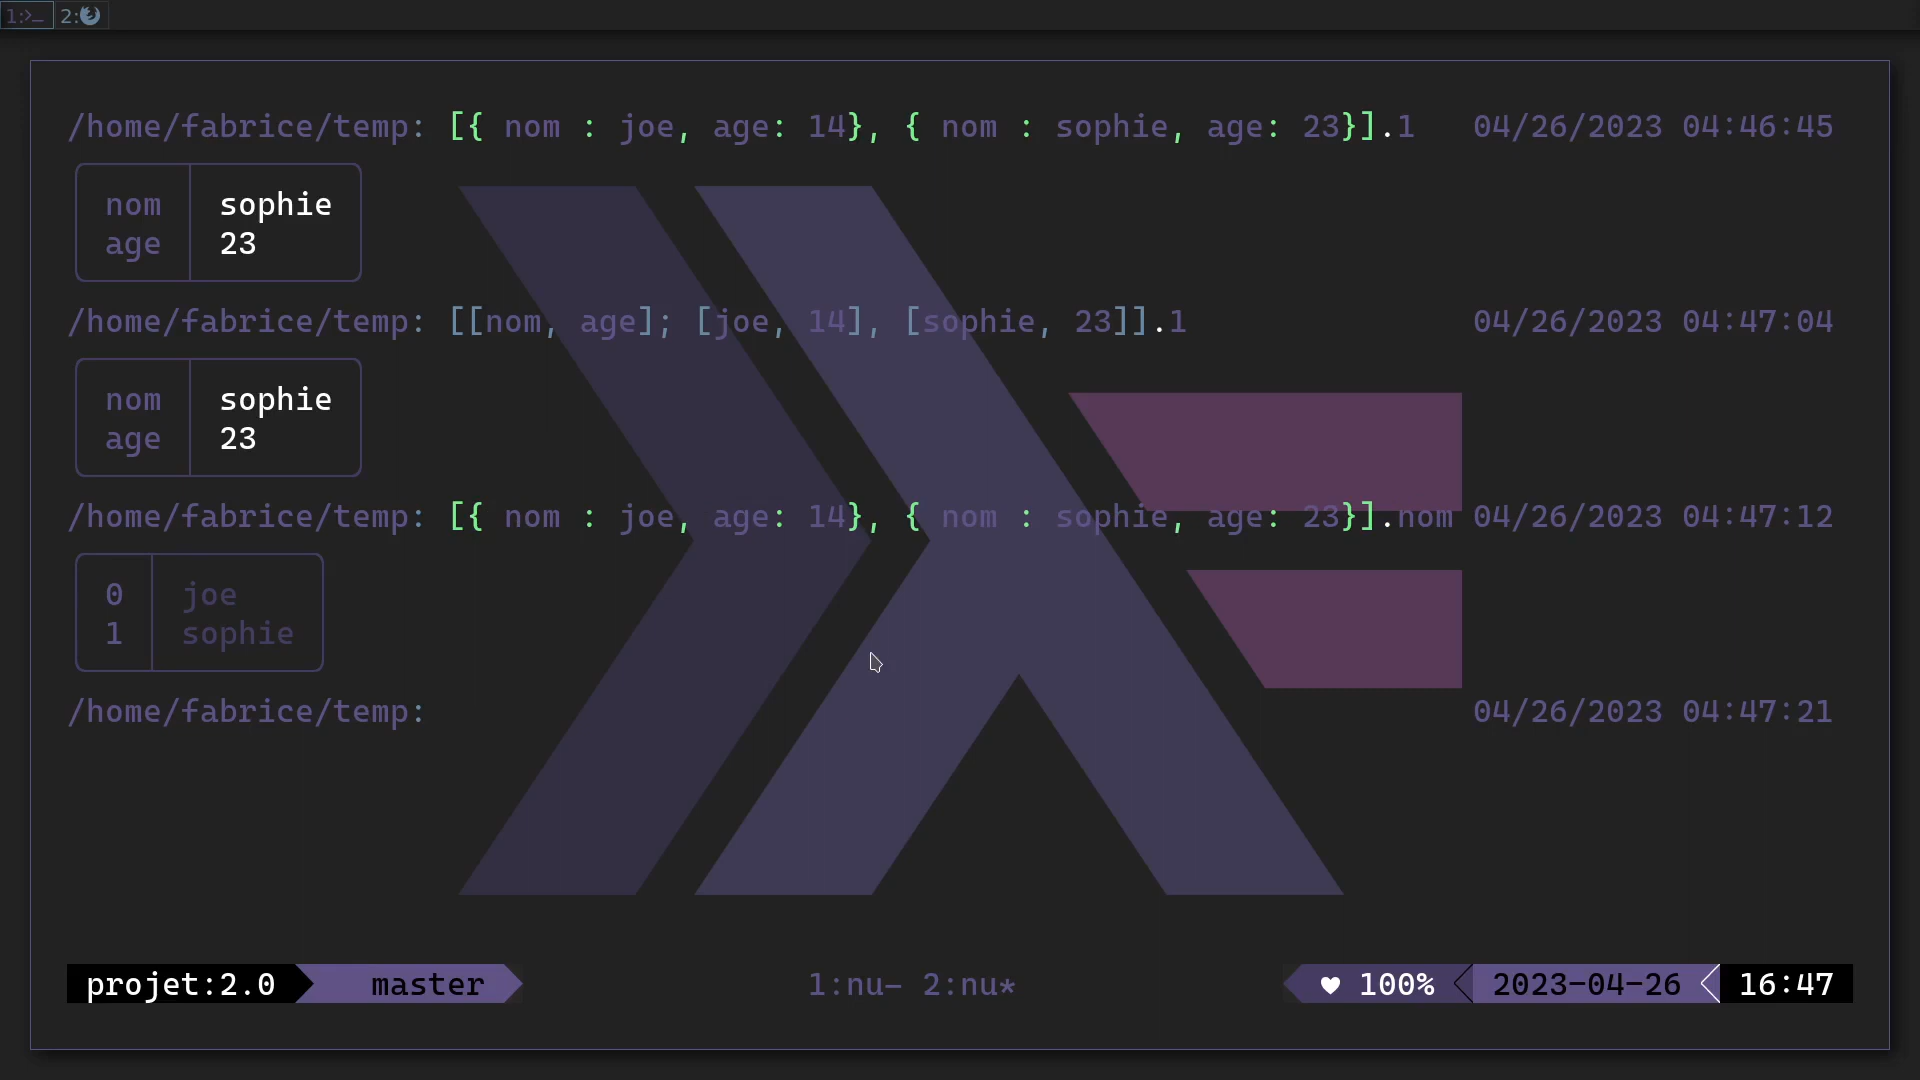 1:>_ 2:
/home/fabrice/temp: [{ nom : joe, age: 14}, { nom : sophie, age: 23}].1 04/26/2023 04:46:45
nom sophie
age 23
/home/fabrice/temp: [[nom, age]; [joe, 14], [sophie, 23]].1 04/26/2023 04:47:04
nom sophie
age 23
/home/fabrice/temp: [{ nom : joe, age: 14}, { nom : sophie, age: 23}].nom 04/26/2023 04:47:12
0 joe
1 sophie
/home/fabrice/temp: 04/26/2023 04:47:21
projet:2.0 master 1:nu- 2:nu* ♥ 100% 2023-04-26 16:47